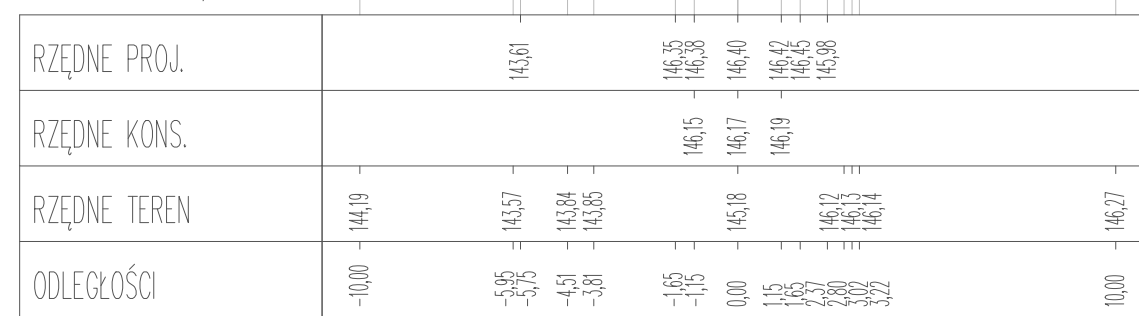 RZĘDNE PROJ. 143,61 146,35 146,38 146,40 146,42 146,45 145,98
RZĘDNE KONS. 146,15 146,17 146,19
RZĘDNE TEREN 144,19 143,57 143,84 143,85 145,18 146,12 146,13 146,14 146,27
ODLEGŁOŚCI -10,00 -5,95 -5,75 -4,51 -3,81 -1,65 -1,15 0,00 1,15 1,65 2,37 2,80 3,02 3,22 10,00